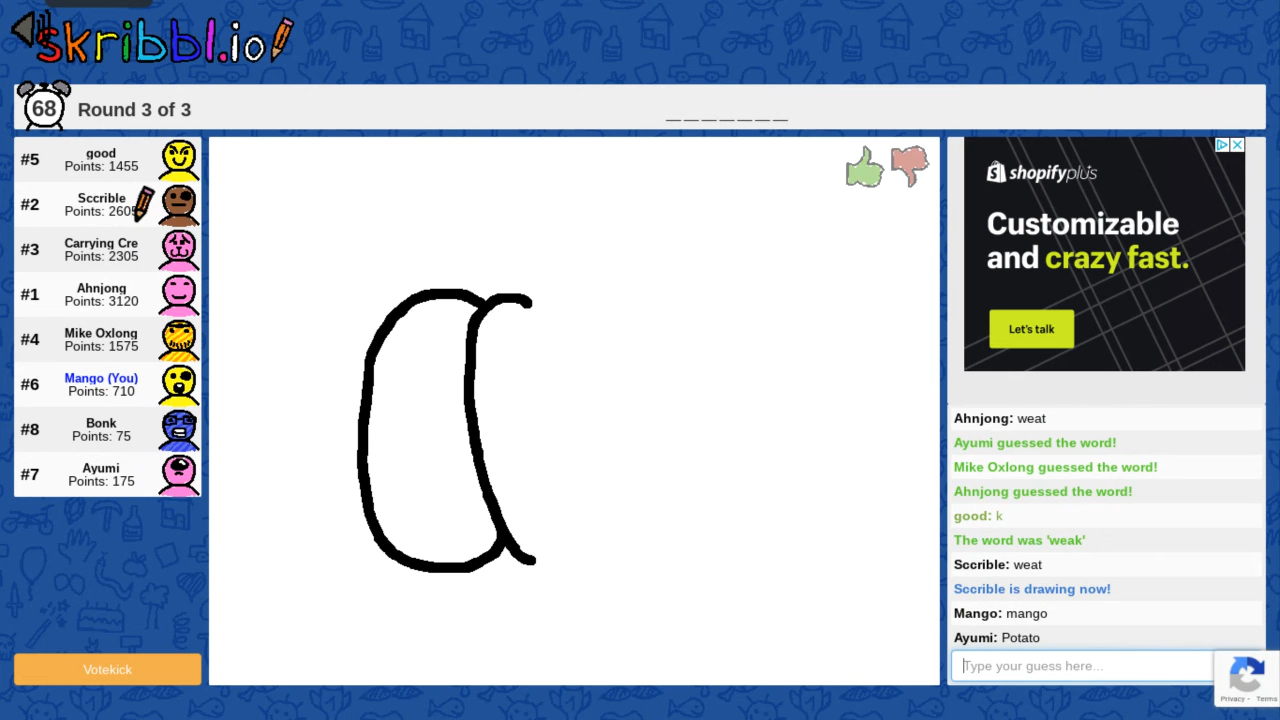 skribbl.io
68
Round 3 of 3
_______
#5
good
Points: 1455
#2
Sccrible
Points: 2605
#3
Carrying Cre
Points: 2305
#1
Ahnjong
Points: 3120
#4
Mike Oxlong
Points: 1575
#6
Mango (You)
Points: 710
#8
Bonk
Points: 75
#7
Ayumi
Points: 175
Votekick
shopifyplus
Customizable
and crazy fast.
Let's talk
Ahnjong: weat
Ayumi guessed the word!
Mike Oxlong guessed the word!
Ahnjong guessed the word!
good: k
The word was 'weak'
Sccrible: weat
Sccrible is drawing now!
Mango: mango
Ayumi: Potato
Type your guess here...
Privacy - Terms